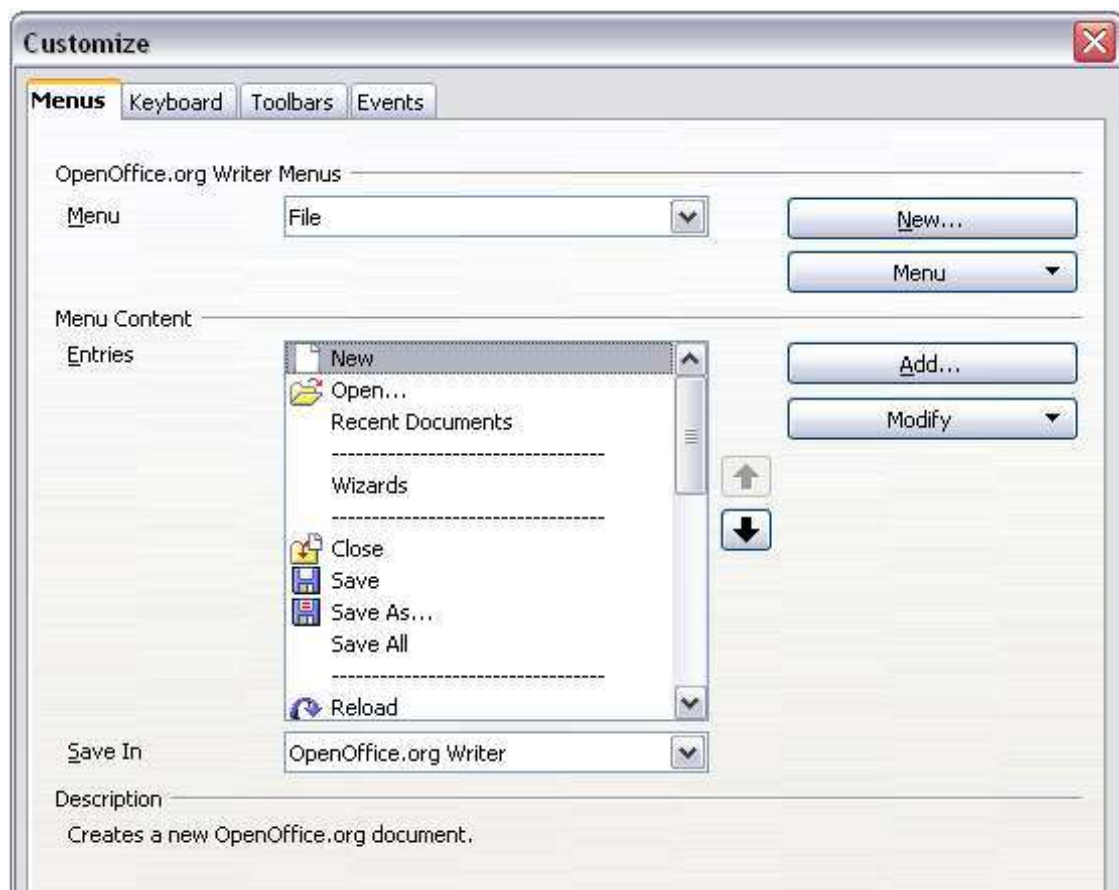 Customize
Menus Keyboard Toolbars Events
OpenOffice.org Writer Menus
Menu File New...
Menu
Menu Content
Entries New Add...
Open...
Recent Documents Modify
--------------------------------
Wizards
--------------------------------
Close
Save
Save As...
Save All
--------------------------------
Reload
Save In OpenOffice.org Writer
Description
Creates a new OpenOffice.org document.